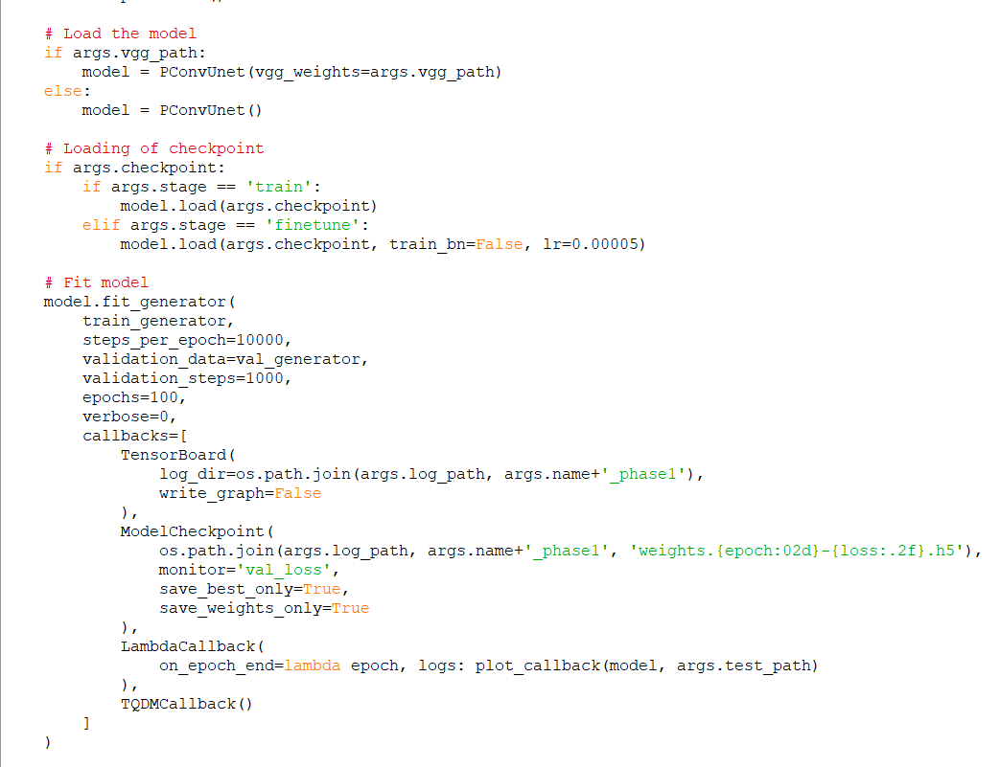 # Load the model
if args.vgg_path:
    model = PConvUnet(vgg_weights=args.vgg_path)
else:
    model = PConvUnet()

# Loading of checkpoint
if args.checkpoint:
    if args.stage == 'train':
        model.load(args.checkpoint)
    elif args.stage == 'finetune':
        model.load(args.checkpoint, train_bn=False, lr=0.00005)

# Fit model
model.fit_generator(
    train_generator,
    steps_per_epoch=10000,
    validation_data=val_generator,
    validation_steps=1000,
    epochs=100,
    verbose=0,
    callbacks=[
        TensorBoard(
            log_dir=os.path.join(args.log_path, args.name+'_phase1'),
            write_graph=False
        ),
        ModelCheckpoint(
            os.path.join(args.log_path, args.name+'_phase1', 'weights.{epoch:02d}-{loss:.2f}.h5'),
            monitor='val_loss',
            save_best_only=True,
            save_weights_only=True
        ),
        LambdaCallback(
            on_epoch_end=lambda epoch, logs: plot_callback(model, args.test_path)
        ),
        TQDMCallback()
    ]
)